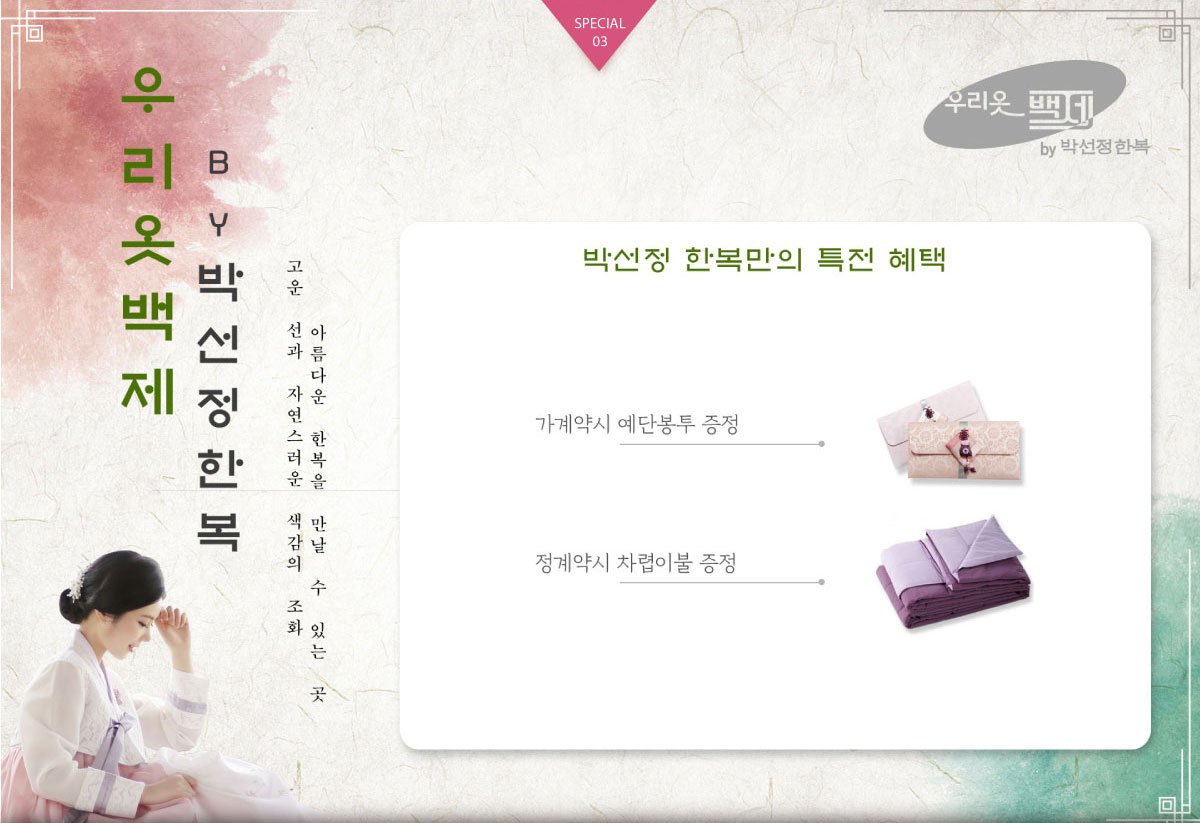 SPECIAL
03
우리옷백제
BY박선정한복
고운 선과 자연스러운 색감의 조화
아름다운 한복을 만날 수 있는 곳
우리옷 백제
by 박선정한복
박선정 한복만의 특전 혜택
가계약시 예단봉투 증정
정계약시 차렵이불 증정